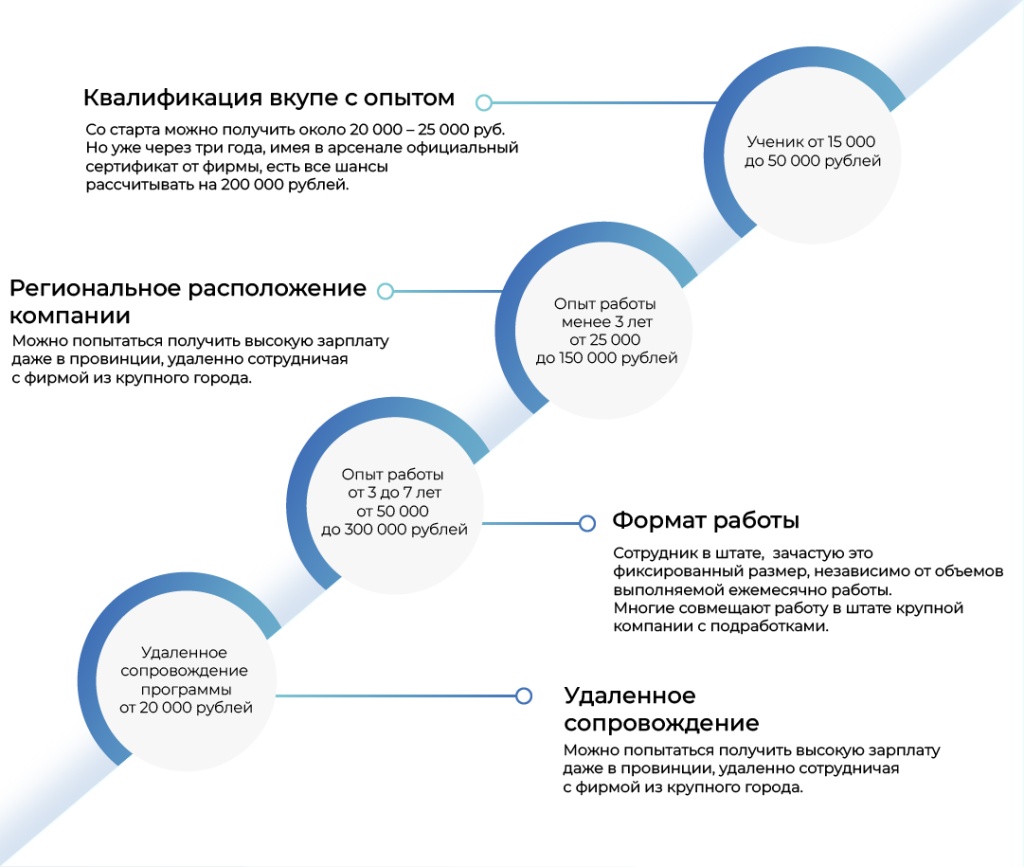 Квалификация вкупе с опытом
Со старта можно получить около 20 000 – 25 000 руб.
Но уже через три года, имея в арсенале официальный
сертификат от фирмы, есть все шансы
рассчитывать на 200 000 рублей.
Ученик от 15 000
до 50 000 рублей
Региональное расположение
компании
Можно попытаться получить высокую зарплату
даже в провинции, удаленно сотрудничая
с фирмой из крупного города.
Опыт работы
менее 3 лет
от 25 000
до 150 000 рублей
Опыт работы
от 3 до 7 лет
от 50 000
до 300 000 рублей
Формат работы
Сотрудник в штате, зачастую это
фиксированный размер, независимо от объемов
выполняемой ежемесячно работы.
Многие совмещают работу в штате крупной
компании с подработками.
Удаленное
сопровождение
программы
от 20 000 рублей
Удаленное
сопровождение
Можно попытаться получить высокую зарплату
даже в провинции, удаленно сотрудничая
с фирмой из крупного города.